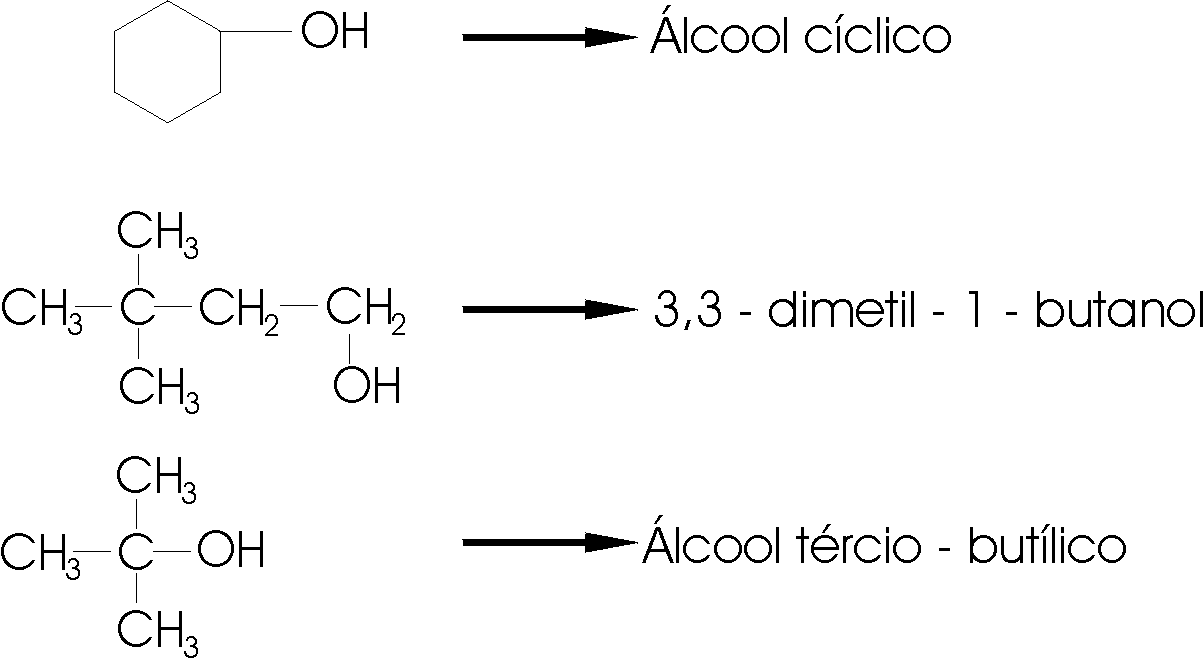 OH Álcool cíclico
CH3
CH3 C CH2 CH2 3,3 - dimetil - 1 - butanol
CH3 OH
CH3
CH3 C OH Álcool tércio - butílico
CH3